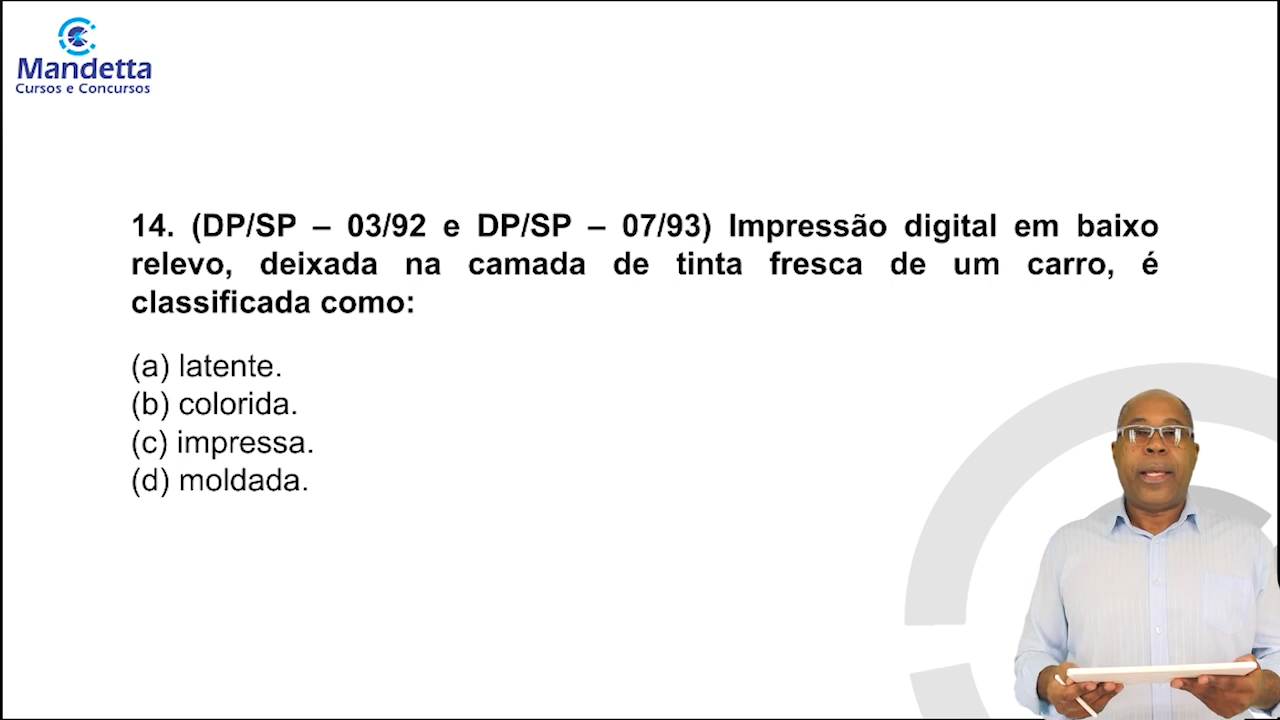 Mandetta
Cursos e Concursos
14. (DP/SP – 03/92 e DP/SP – 07/93) Impressão digital em baixo
relevo, deixada na camada de tinta fresca de um carro, é
classificada como:
(a) latente.
(b) colorida.
(c) impressa.
(d) moldada.